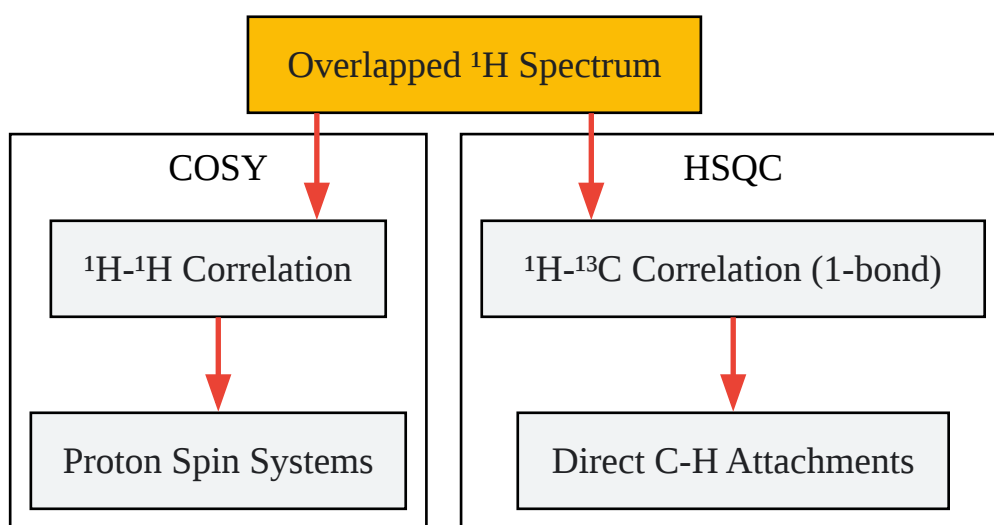 Overlapped ¹H Spectrum
COSY
¹H-¹H Correlation
Proton Spin Systems
HSQC
¹H-¹³C Correlation (1-bond)
Direct C-H Attachments